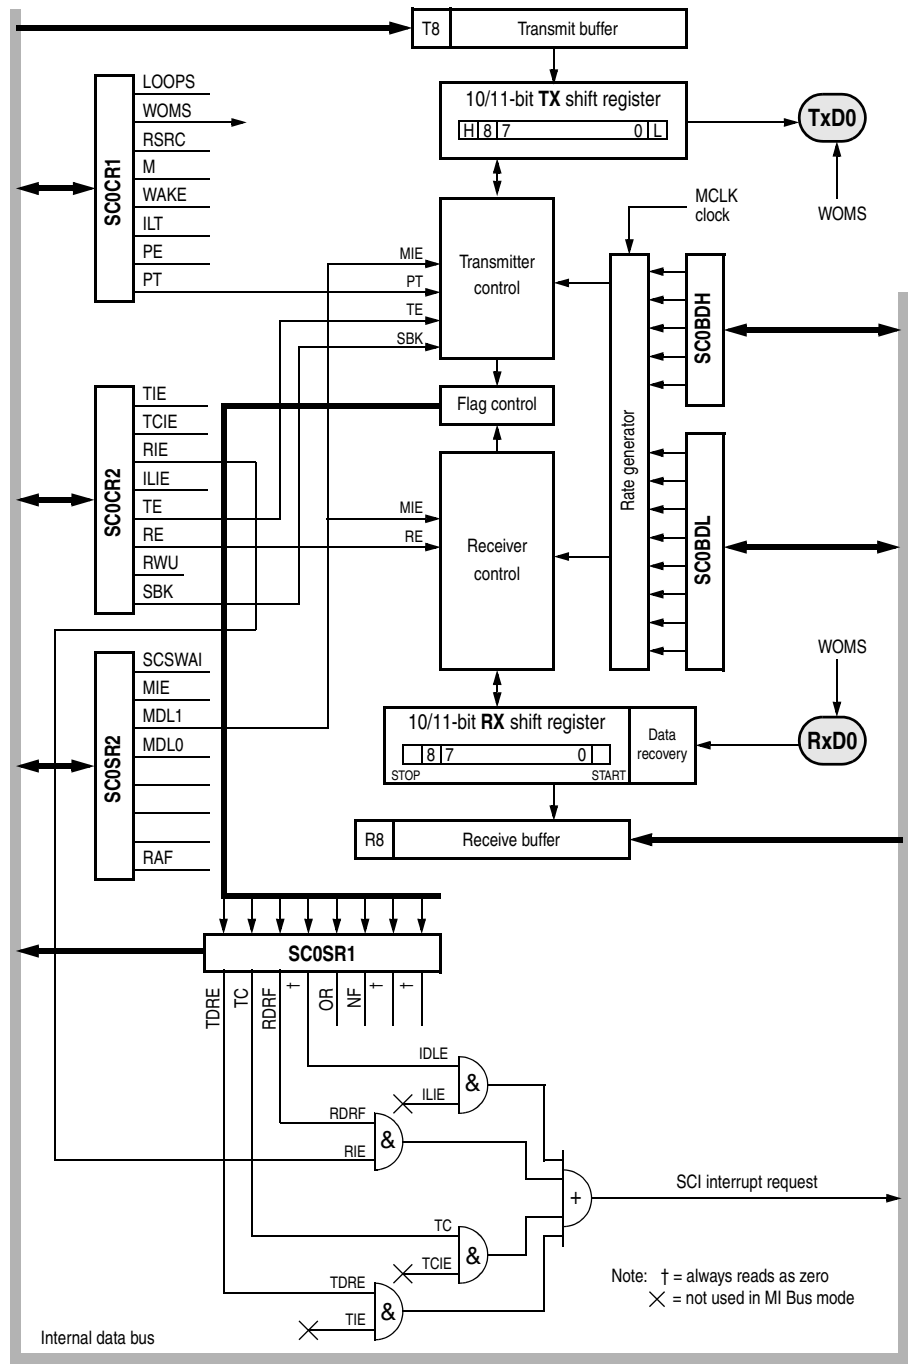 T8 Transmit buffer
10/11-bit TX shift register
H 8 7 0 L
TxD0
WOMS
MCLK
clock
SC0CR1
LOOPS
WOMS
RSRC
M
WAKE
ILT
PE
PT
MIE
PT
TE
SBK
Transmitter
control
Rate generator
SC0BDH
Flag control
SC0CR2
TIE
TCIE
RIE
ILIE
TE
RE
RWU
SBK
MIE
RE
Receiver
control
SC0BDL
SC0SR2
SCSWAI
MIE
MDL1
MDL0
RAF
10/11-bit RX shift register
8 7 0
STOP START
Data
recovery
WOMS
RxD0
R8 Receive buffer
SC0SR1
TDRE
TC
RDRF
†
OR
NF
†
†
IDLE
ILIE
&
RDRF
RIE
&
+
SCI interrupt request
TC
TCIE
&
TDRE
TIE
&
Note: † = always reads as zero
= not used in MI Bus mode
Internal data bus